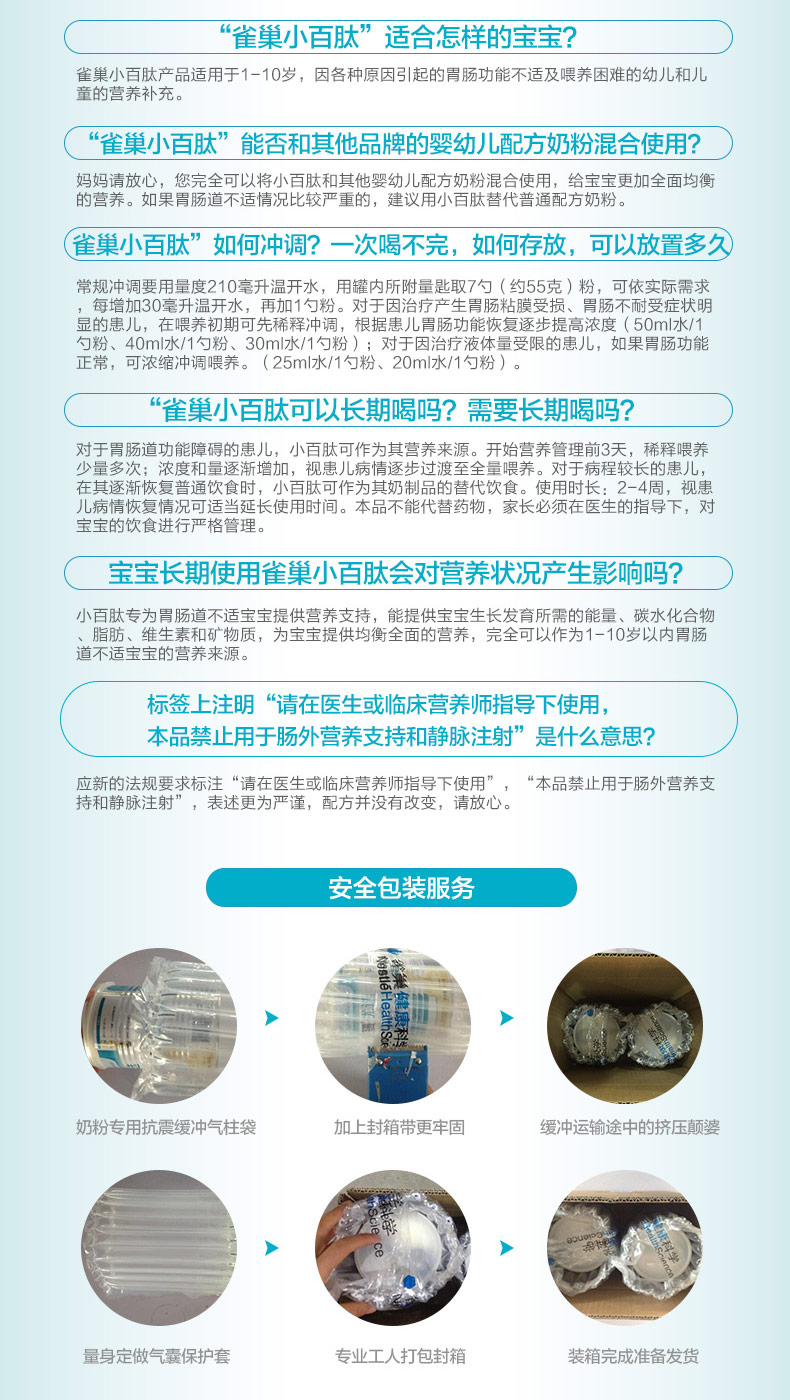 “雀巢小百肽”适合怎样的宝宝？
雀巢小百肽产品适用于1-10岁，因各种原因引起的胃肠功能不适及喂养困难的幼儿和儿
童的营养补充。
“雀巢小百肽”能否和其他品牌的婴幼儿配方奶粉混合使用？
妈妈请放心，您完全可以将小百肽和其他婴幼儿配方奶粉混合使用，给宝宝更加全面均衡
的营养。如果胃肠道不适情况比较严重的，建议用小百肽替代普通配方奶粉。
雀巢小百肽”如何冲调？一次喝不完，如何存放，可以放置多久
常规冲调要用量度210毫升温开水，用罐内所附量匙取7勺（约55克）粉，可依实际需求
，每增加30毫升温开水，再加1勺粉。对于因治疗产生胃肠粘膜受损、胃肠不耐受症状明
显的患儿，在喂养初期可先稀释冲调，根据患儿胃肠功能恢复逐步提高浓度（50ml水/1
勺粉、40ml水/1勺粉、30ml水/1勺粉）；对于因治疗液体量受限的患儿，如果胃肠功能
正常，可浓缩冲调喂养。（25ml水/1勺粉、20ml水/1勺粉）。
“雀巢小百肽可以长期喝吗？需要长期喝吗？
对于胃肠道功能障碍的患儿，小百肽可作为其营养来源。开始营养管理前3天，稀释喂养
少量多次；浓度和量逐渐增加，视患儿病情逐步过渡至全量喂养。对于病程较长的患儿，
在其逐渐恢复普通饮食时，小百肽可作为其奶制品的替代饮食。使用时长：2-4周，视患
儿病情恢复情况可适当延长使用时间。本品不能代替药物，家长必须在医生的指导下，对
宝宝的饮食进行严格管理。
宝宝长期使用雀巢小百肽会对营养状况产生影响吗？
小百肽专为胃肠道不适宝宝提供营养支持，能提供宝宝生长发育所需的能量、碳水化合物
、脂肪、维生素和矿物质，为宝宝提供均衡全面的营养，完全可以作为1-10岁以内胃肠
道不适宝宝的营养来源。
标签上注明“请在医生或临床营养师指导下使用，
本品禁止用于肠外营养支持和静脉注射”是什么意思？
应新的法规要求标注“请在医生或临床营养师指导下使用”，“本品禁止用于肠外营养支
持和静脉注射”，表述更为严谨，配方并没有改变，请放心。
安全包装服务
雀巢 健康科学
Nestlé HealthScie
奶粉专用抗震缓冲气柱袋
加上封箱带更牢固
缓冲运输途中的挤压颠婆
科学
Science
科学
Science
健康科学
HealthScience
量身定做气囊保护套
专业工人打包封箱
装箱完成准备发货